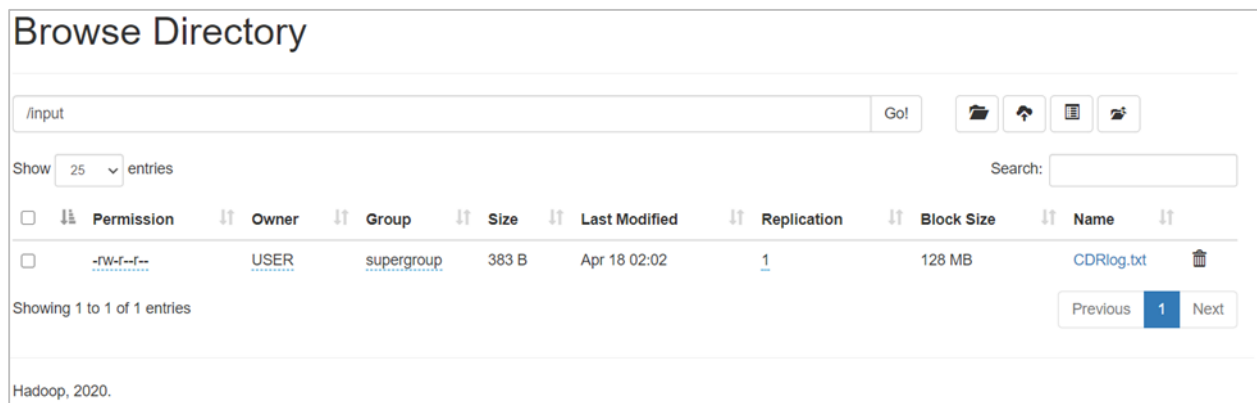 Browse Directory
/input Go!
Show 25 entries Search:
Permission Owner Group Size Last Modified Replication Block Size Name
-rw-r--r-- USER supergroup 383 B Apr 18 02:02 1 128 MB CDRlog.txt
Showing 1 to 1 of 1 entries Previous 1 Next
Hadoop, 2020.